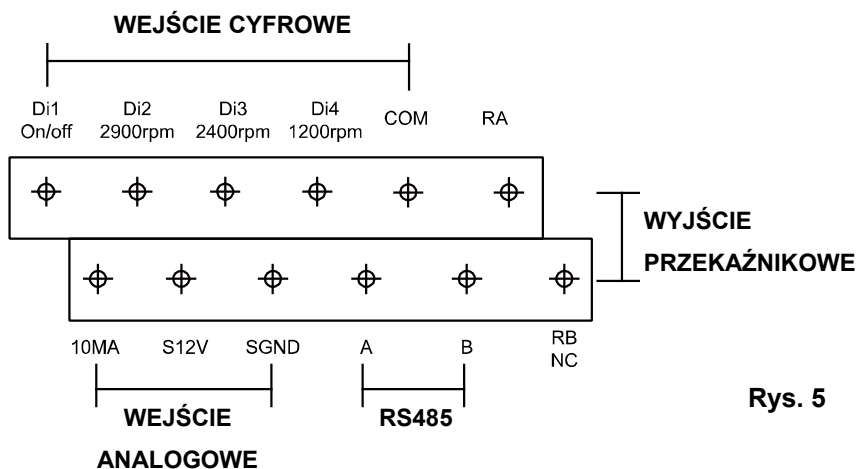 WEJŚCIE CYFROWE
Di1 Di2 Di3 Di4 COM RA
On/off 2900rpm 2400rpm 1200rpm
WYJŚCIE
PRZEKAŹNIKOWE
10MA S12V SGND A B RB
NC
WEJŚCIE
ANALOGOWE
RS485
Rys. 5